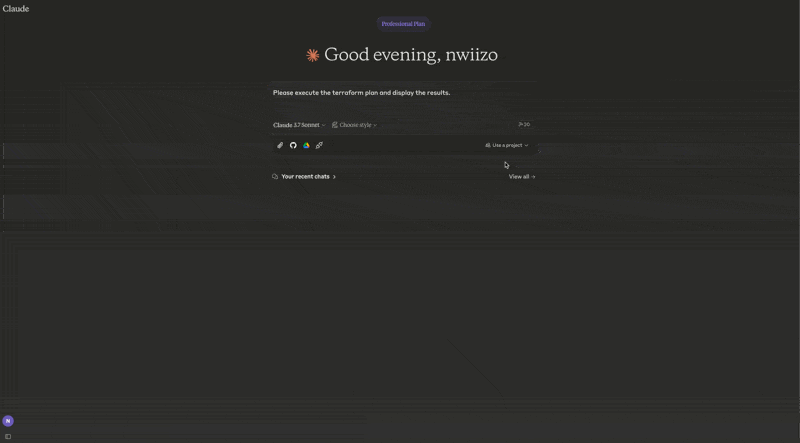 Claude
Professional Plan
Good evening, nwiizo
Please execute the terraform plan and display the results.
Claude 3.7 Sonnet
Choose style
Use a project
Your recent chats
View all →
N